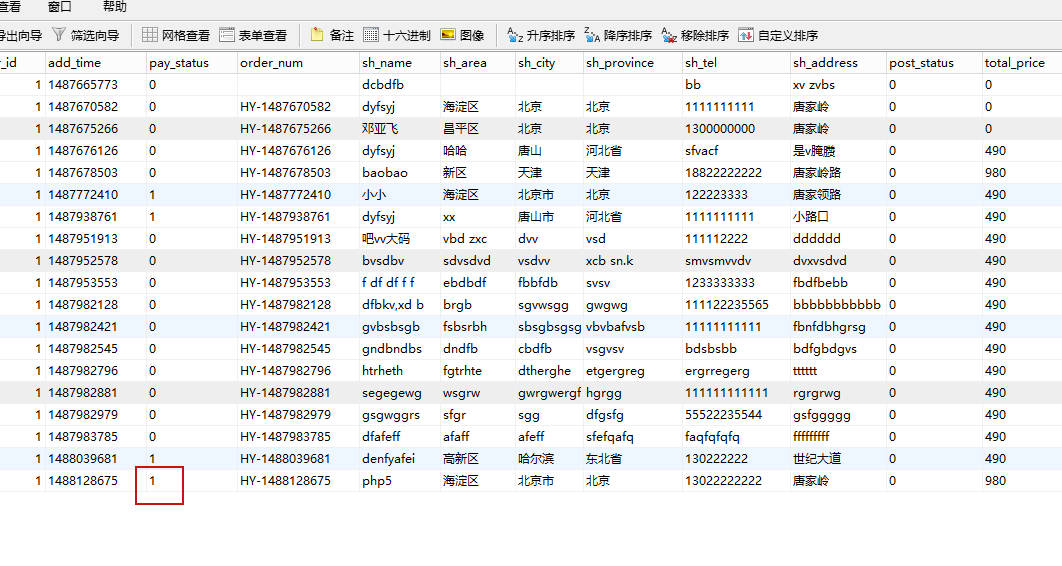 查看 窗口 帮助
导出向导 筛选向导 网格查看 表单查看 备注 十六进制 图像 升序排序 降序排序 移除排序 自定义排序
r_id add_time pay_status order_num sh_name sh_area sh_city sh_province sh_tel sh_address post_status total_price
1 1487665773 0 dcbdfb bb xv zvbs 0 0
1 1487670582 0 HY-1487670582 dyfsyj 海淀区 北京 北京 1111111111 唐家岭 0 0
1 1487675266 0 HY-1487675266 邓亚飞 昌平区 北京 北京 1300000000 唐家岭 0 0
1 1487676126 0 HY-1487676126 dyfsyj 哈哈 唐山 河北省 sfvacf 是v腌臜 0 490
1 1487678503 0 HY-1487678503 baobao 新区 天津 天津 18822222222 唐家岭路 0 980
1 1487772410 1 HY-1487772410 小小 海淀区 北京市 北京 122223333 唐家领路 0 490
1 1487938761 1 HY-1487938761 dyfsyj xx 唐山市 河北省 1111111111 小路口 0 490
1 1487951913 0 HY-1487951913 吧vv大码 vbd zxc dvv vsd 111112222 dddddd 0 490
1 1487952578 0 HY-1487952578 bvsdbv sdvsdvd vsdvv xcb sn.k smvsmvvdv dvxvsdvd 0 490
1 1487953553 0 HY-1487953553 f df df f f ebdbdf fbbfdb svsv 1233333333 fbdfbebb 0 490
1 1487982128 0 HY-1487982128 dfbkv,xd b brgb sgvwsgg gwgwg 111122235565 bbbbbbbbbbb 0 490
1 1487982421 0 HY-1487982421 gvbsbsgb fsbsrbh sbsgbsgsg vbvbafvsb 11111111111 fbnfdbhgrsg 0 490
1 1487982545 0 HY-1487982545 gndbndbs dndfb cbdfb vsgvsv bdsbsbb bdfgbdgvs 0 490
1 1487982796 0 HY-1487982796 htrheth fgtrhte dtherghe etgergreg ergrregerg tttttt 0 490
1 1487982881 0 HY-1487982881 segegewg wsgrw gwrgwergf hgrgg 111111111111 rgrgrwg 0 490
1 1487982979 0 HY-1487982979 gsgwggrs sfgr sgg dfgsfg 55522235544 gsfggggg 0 490
1 1487983785 0 HY-1487983785 dfafeff afaff afeff sfefqafq faqfqfqfq fffffffff 0 490
1 1488039681 1 HY-1488039681 denfyafei 高新区 哈尔滨 东北省 130222222 世纪大道 0 490
1 1488128675 1 HY-1488128675 php5 海淀区 北京市 北京 13022222222 唐家岭 0 980